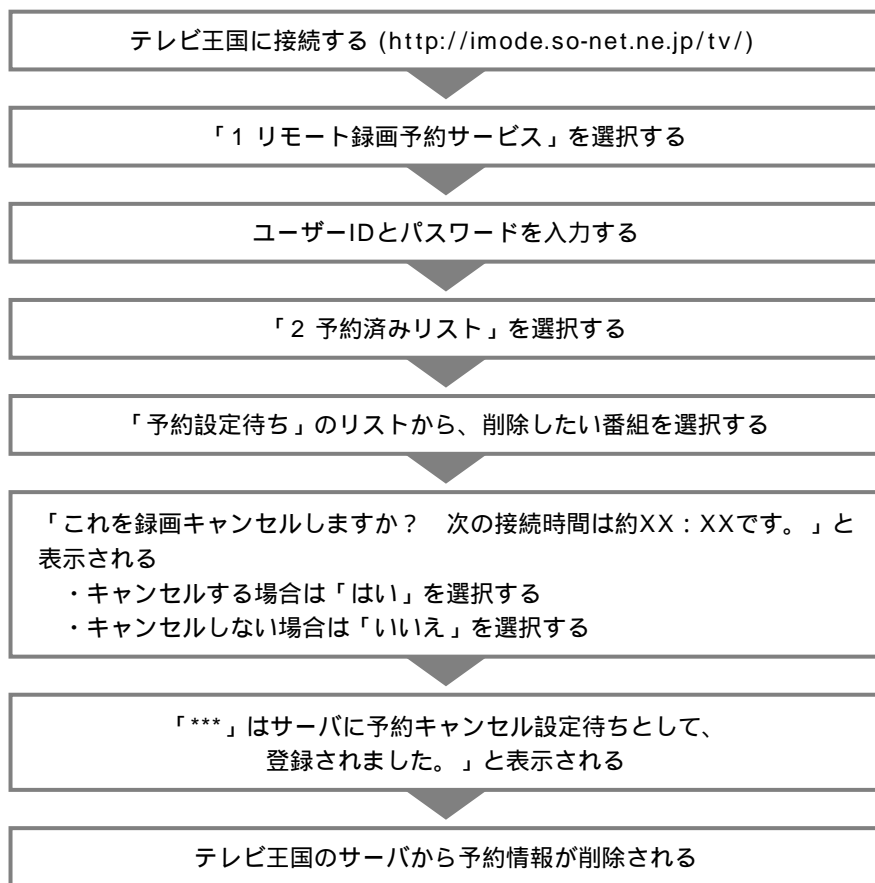 テレビ王国に接続する (http://imode.so-net.ne.jp/tv/)
「1 リモート録画予約サービス」を選択する
ユーザーIDとパスワードを入力する
「2 予約済みリスト」を選択する
「予約設定待ち」のリストから、削除したい番組を選択する
「これを録画キャンセルしますか?　次の接続時間は約XX:XXです。」と
表示される
・キャンセルする場合は「はい」を選択する
・キャンセルしない場合は「いいえ」を選択する
「***」はサーバに予約キャンセル設定待ちとして、
登録されました。」と表示される
テレビ王国のサーバから予約情報が削除される